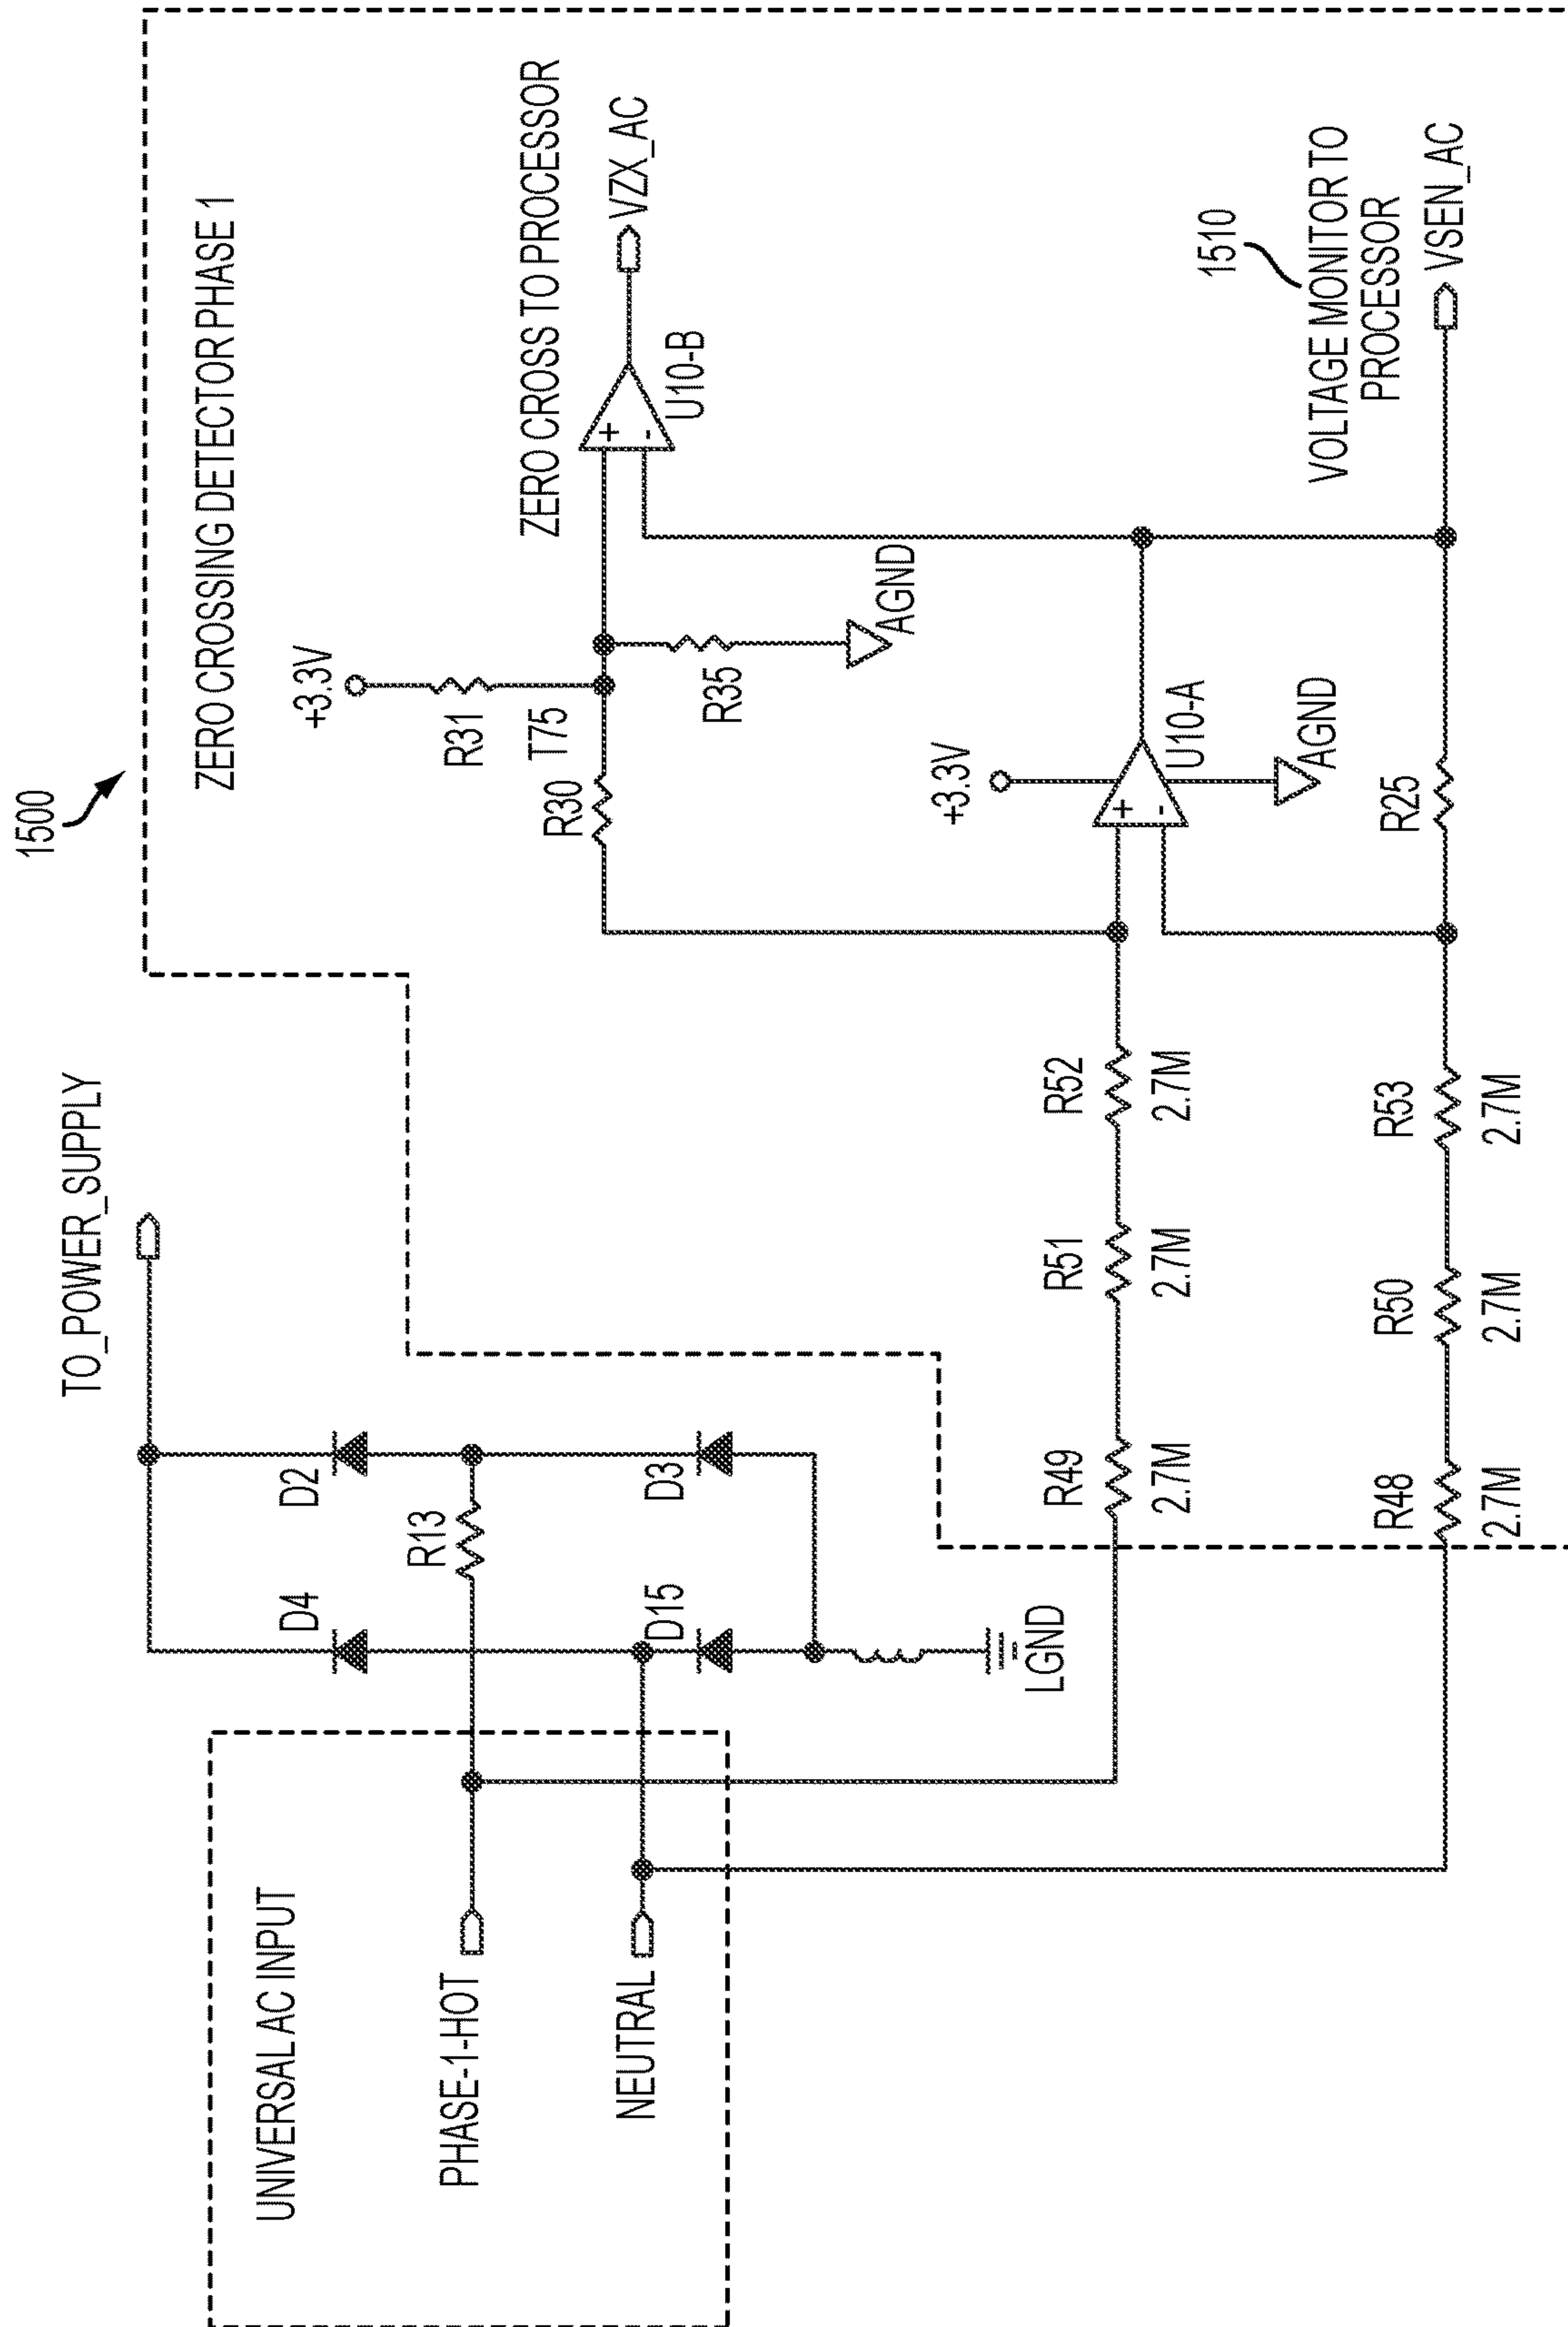 1500
ZERO CROSSING DETECTOR PHASE 1
TO_POWER_SUPPLY
UNIVERSAL AC INPUT
PHASE-1-HOT
NEUTRAL
D4
D2
R13
D15
D3
LGND
+3.3V
R31
T75
R30
R35
AGND
ZERO CROSS TO PROCESSOR
+
-
U10-B
VZX_AC
R49
2.7M
R51
2.7M
R52
2.7M
+3.3V
+
-
U10-A
AGND
1510
VOLTAGE MONITOR TO
PROCESSOR
R48
2.7M
R50
2.7M
R53
2.7M
R25
VSEN_AC